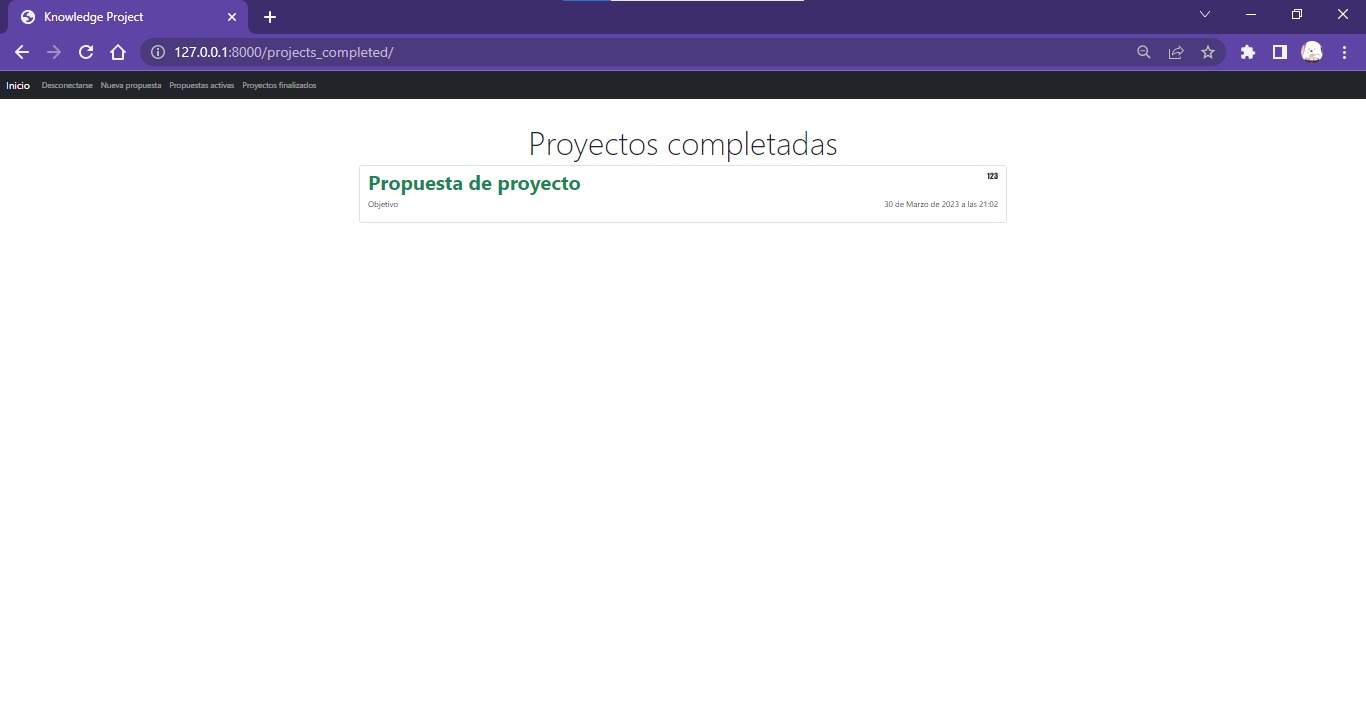 Knowledge Project
127.0.0.1:8000/projects_completed/
Inicio Desconectarse Nueva propuesta Propuestas activas Proyectos finalizados
Proyectos completadas
Propuesta de proyecto 123
Objetivo 30 de Marzo de 2023 a las 21:02